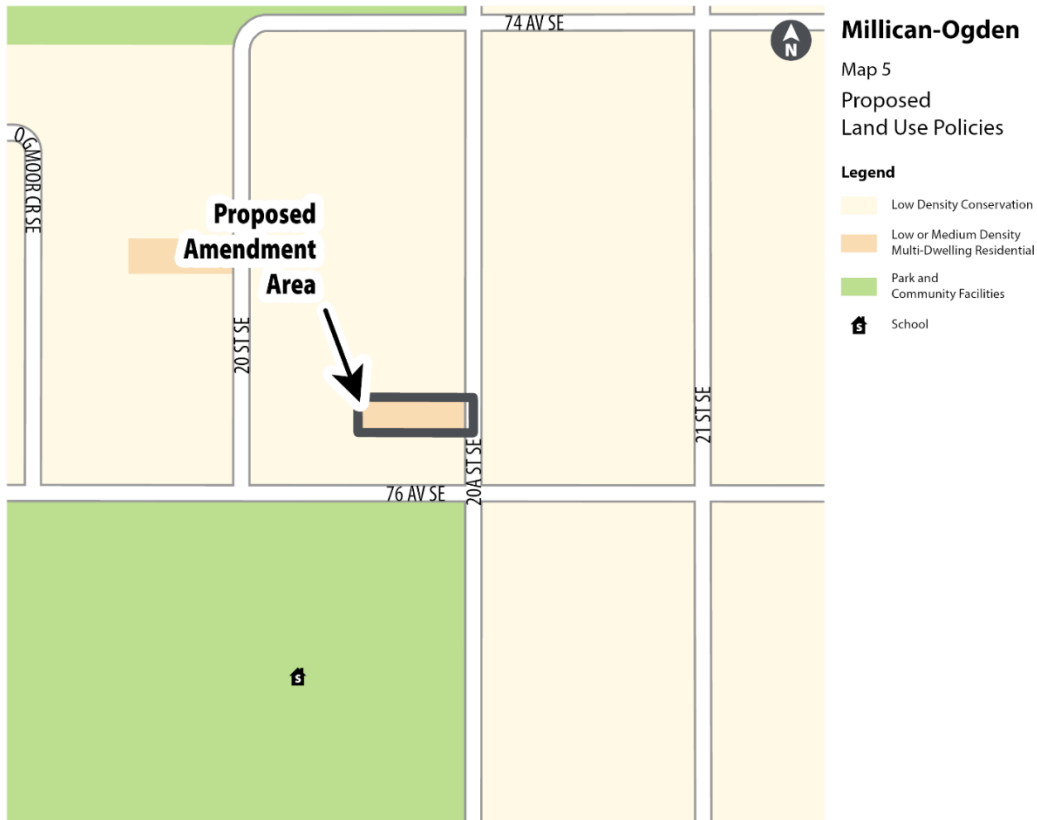 74 AV SE
N
OGMOOR CR SE
Proposed
Amendment
Area
20 ST SE
21 ST SE
20A ST SE
76 AV SE
S
Millican-Ogden
Map 5
Proposed
Land Use Policies
Legend
Low Density Conservation
Low or Medium Density
Multi-Dwelling Residential
Park and
Community Facilities
S
School